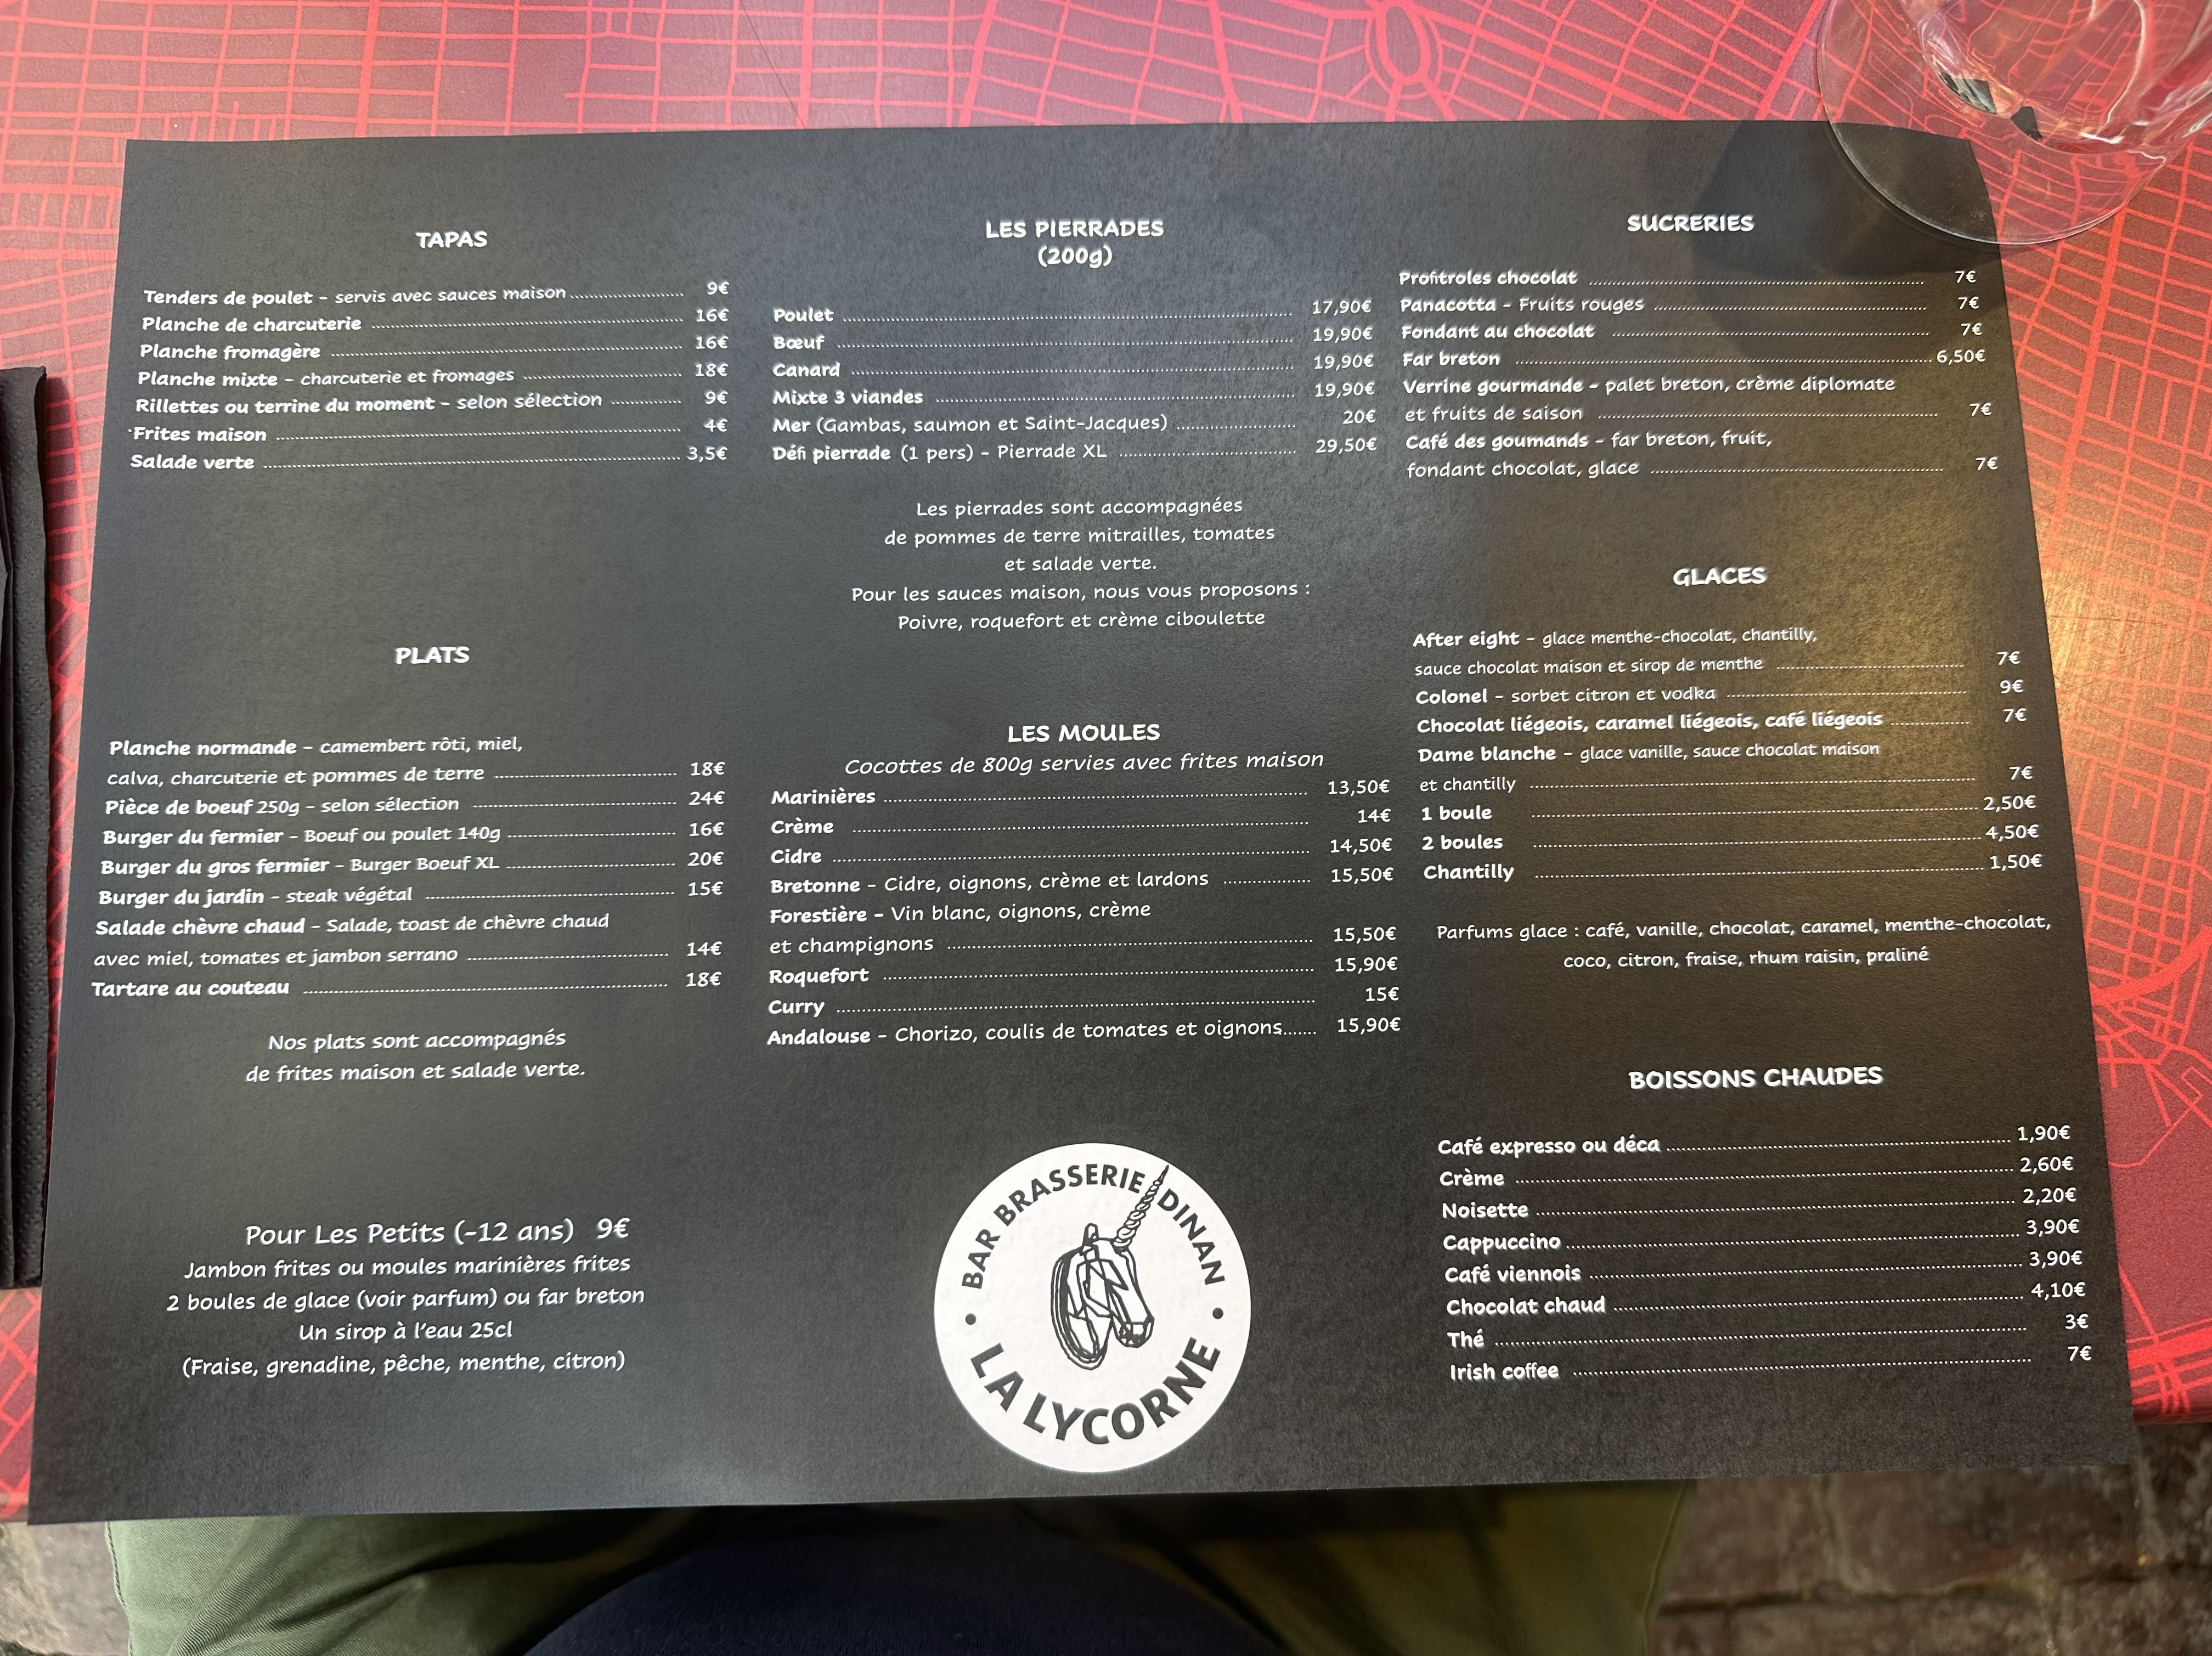 TAPAS
Tenders de poulet - servis avec sauces maison 9€
Planche de charcuterie 16€
Planche fromagère 16€
Planche mixte - charcuterie et fromages 18€
Rillettes ou terrine du moment - selon sélection 9€
Frites maison 4€
Salade verte 3,5€
PLATS
Planche normande - camembert rôti, miel,
calva, charcuterie et pommes de terre 18€
Pièce de boeuf 250g - selon sélection 24€
Burger du fermier - Boeuf ou poulet 140g 16€
Burger du gros fermier - Burger Boeuf XL 20€
Burger du jardin - steak végétal 15€
Salade chèvre chaud - Salade, toast de chèvre chaud
avec miel, tomates et jambon serrano 14€
Tartare au couteau 18€
Nos plats sont accompagnés
de frites maison et salade verte.
Pour Les Petits (-12 ans) 9€
Jambon frites ou moules marinières frites
2 boules de glace (voir parfum) ou far breton
Un sirop à l'eau 25cl
(Fraise, grenadine, pêche, menthe, citron)
LES PIERRADES
(200g)
Poulet 17,90€
Bœuf 19,90€
Canard 19,90€
Mixte 3 viandes 19,90€
Mer (Gambas, saumon et Saint-Jacques) 20€
Défi pierrade (1 pers) - Pierrade XL 29,50€
Les pierrades sont accompagnées
de pommes de terre mitrailles, tomates
et salade verte.
Pour les sauces maison, nous vous proposons :
Poivre, roquefort et crème ciboulette
LES MOULES
Cocottes de 800g servies avec frites maison
Marinières 13,50€
Crème 14€
Cidre 14,50€
Bretonne - Cidre, oignons, crème et lardons 15,50€
Forestière - Vin blanc, oignons, crème
et champignons 15,50€
Roquefort 15,90€
Curry 15€
Andalouse - Chorizo, coulis de tomates et oignons 15,90€
BAR BRASSERIE DINAN
• LA LYCORNE •
SUCRERIES
Profitroles chocolat 7€
Panacotta - Fruits rouges 7€
Fondant au chocolat 7€
Far breton 6,50€
Verrine gourmande - palet breton, crème diplomate
et fruits de saison 7€
Café des goumands - far breton, fruit,
fondant chocolat, glace 7€
GLACES
After eight - glace menthe-chocolat, chantilly,
sauce chocolat maison et sirop de menthe 7€
Colonel - sorbet citron et vodka 9€
Chocolat liégeois, caramel liégeois, café liégeois 7€
Dame blanche - glace vanille, sauce chocolat maison
et chantilly 7€
1 boule 2,50€
2 boules 4,50€
Chantilly 1,50€
Parfums glace : café, vanille, chocolat, caramel, menthe-chocolat,
coco, citron, fraise, rhum raisin, praliné
BOISSONS CHAUDES
Café expresso ou déca 1,90€
Crème 2,60€
Noisette 2,20€
Cappuccino 3,90€
Café viennois 3,90€
Chocolat chaud 4,10€
Thé 3€
Irish coffee 7€